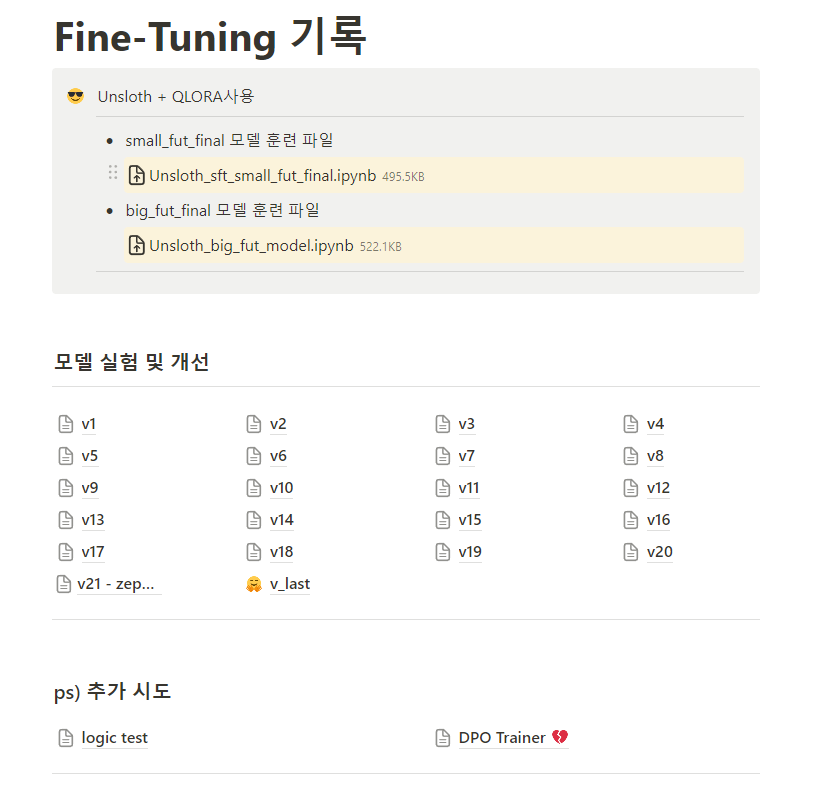 Fine-Tuning 기록
😎 Unsloth + QLORA사용
• small_fut_final 모델 훈련 파일
Unsloth_sft_small_fut_final.ipynb 495.5KB
• big_fut_final 모델 훈련 파일
Unsloth_big_fut_model.ipynb 522.1KB
모델 실험 및 개선
v1 v2 v3 v4
v5 v6 v7 v8
v9 v10 v11 v12
v13 v14 v15 v16
v17 v18 v19 v20
v21 - zep... 🤗 v_last
ps) 추가 시도
logic test DPO Trainer 💔